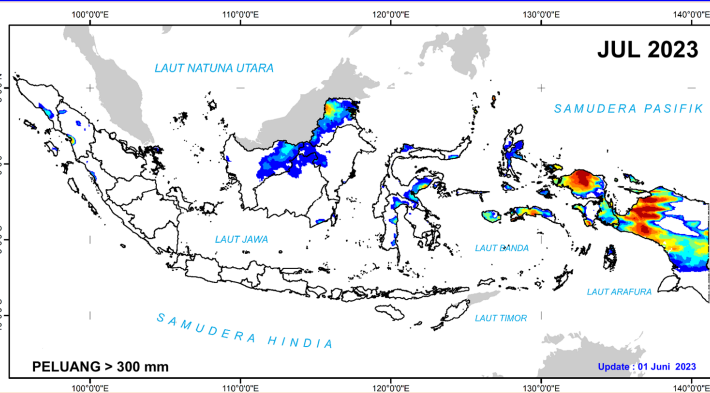 100°0'0"E 110°0'0"E 120°0'0"E 130°0'0"E 140°0'0"E
JUL 2023
LAUT NATUNA UTARA
SAMUDERA PASIFIK
LAUT JAWA
LAUT BANDA
LAUT ARAFURA
SAMUDERA HINDIA
LAUT TIMOR
PELUANG > 300 mm
Update : 01 Juni 2023
100°0'0"E 110°0'0"E 120°0'0"E 130°0'0"E 140°0'0"E